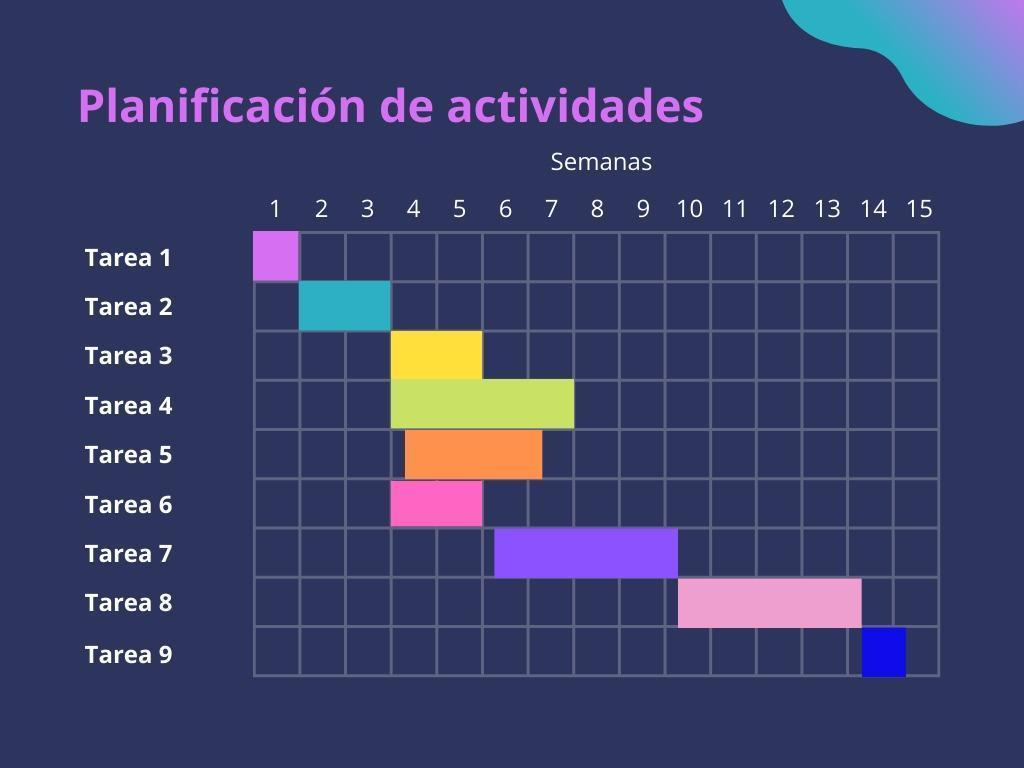 Planificación de actividades
Semanas
1 2 3 4 5 6 7 8 9 10 11 12 13 14 15
Tarea 1
Tarea 2
Tarea 3
Tarea 4
Tarea 5
Tarea 6
Tarea 7
Tarea 8
Tarea 9